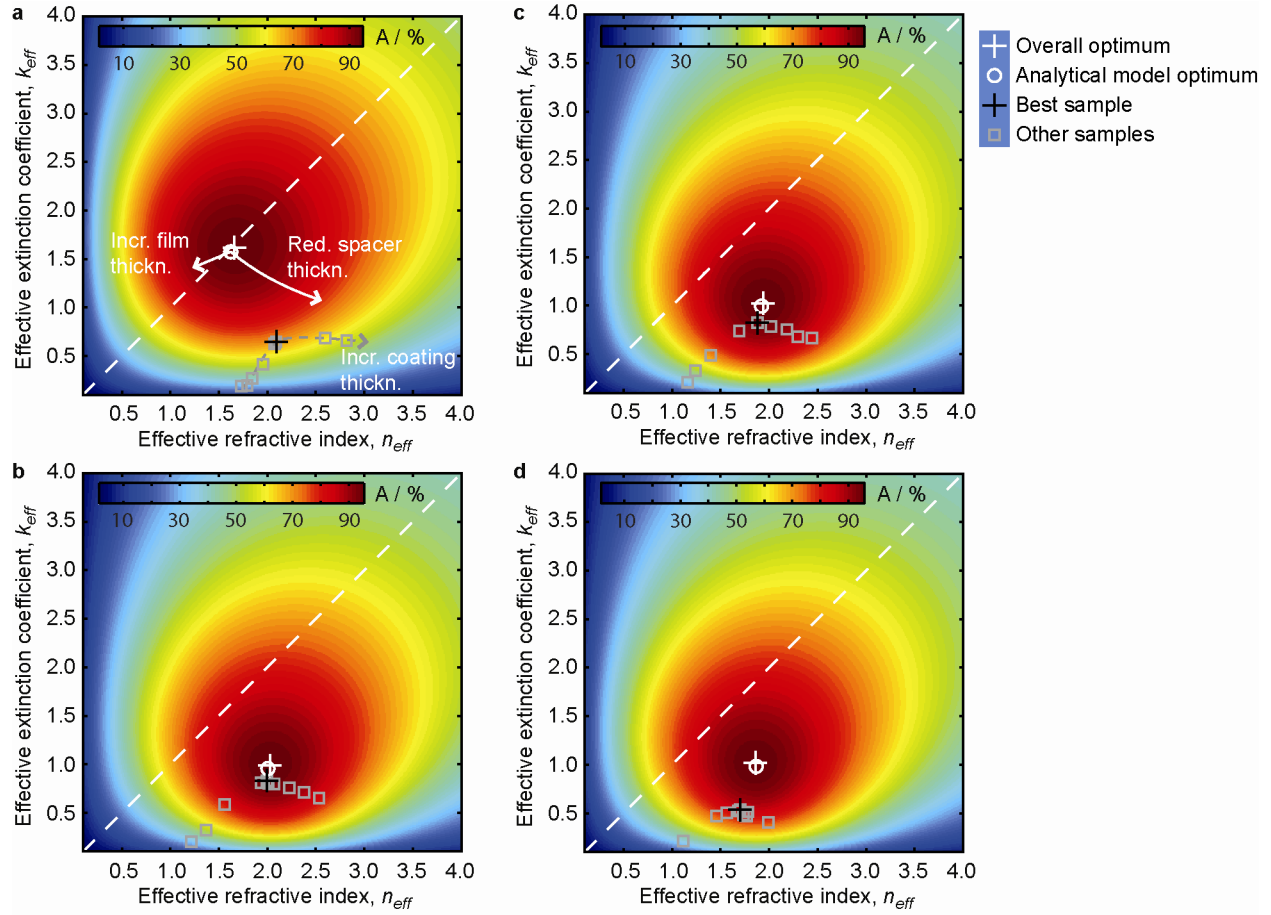 a
A / %
10 30 50 70 90
4.0
3.5
3.0
2.5
2.0
1.5
1.0
0.5
Effective extinction coefficient, keff
Incr. film
thickn.
Red. spacer
thickn.
Incr. coating
thickn.
0.5 1.0 1.5 2.0 2.5 3.0 3.5 4.0
Effective refractive index, neff
c
A / %
10 30 50 70 90
4.0
3.5
3.0
2.5
2.0
1.5
1.0
0.5
Effective extinction coefficient, keff
0.5 1.0 1.5 2.0 2.5 3.0 3.5 4.0
Effective refractive index, neff
Overall optimum
Analytical model optimum
Best sample
Other samples
b
A / %
10 30 50 70 90
4.0
3.5
3.0
2.5
2.0
1.5
1.0
0.5
Effective extinction coefficient, keff
0.5 1.0 1.5 2.0 2.5 3.0 3.5 4.0
Effective refractive index, neff
d
A / %
10 30 50 70 90
4.0
3.5
3.0
2.5
2.0
1.5
1.0
0.5
Effective extinction coefficient, keff
0.5 1.0 1.5 2.0 2.5 3.0 3.5 4.0
Effective refractive index, neff